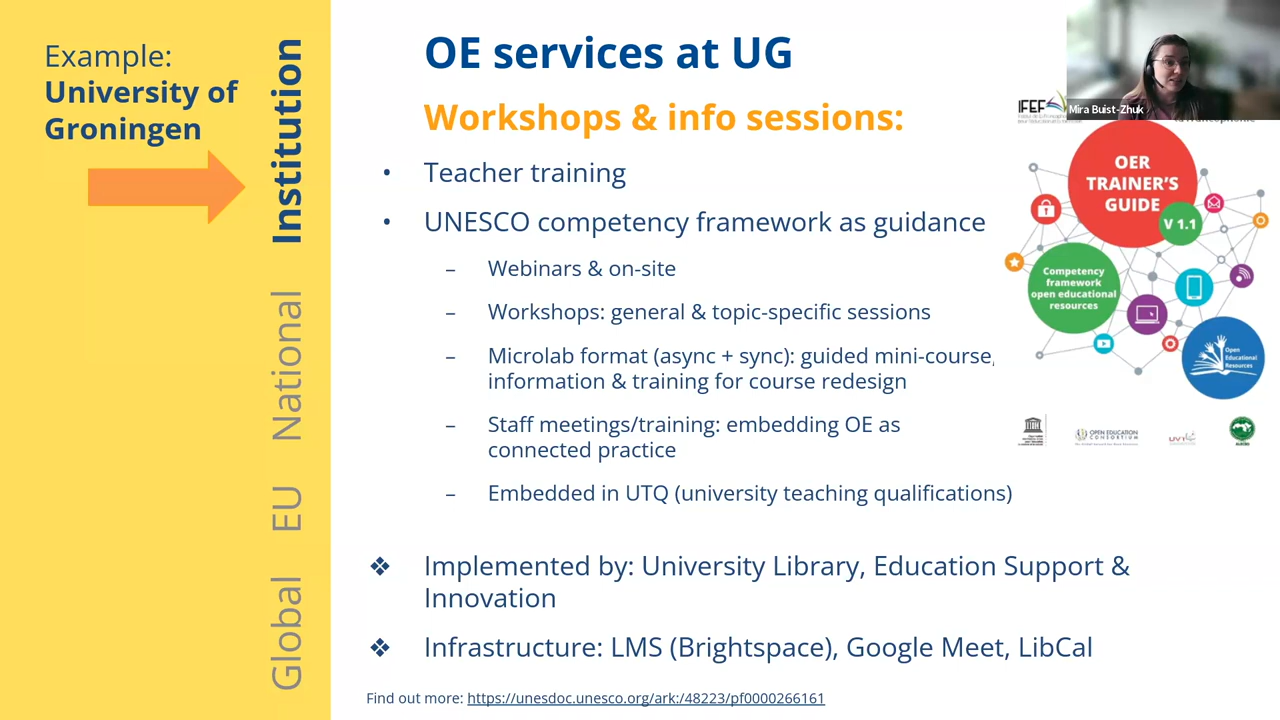 Example:
University of
Groningen
Institution
National
EU
Global
OE services at UG
Workshops & info sessions:
• Teacher training
• UNESCO competency framework as guidance
– Webinars & on-site
– Workshops: general & topic-specific sessions
– Microlab format (async + sync): guided mini-course,
information & training for course redesign
– Staff meetings/training: embedding OE as
connected practice
– Embedded in UTQ (university teaching qualifications)
❖ Implemented by: University Library, Education Support &
Innovation
❖ Infrastructure: LMS (Brightspace), Google Meet, LibCal
Find out more: https://unesdoc.unesco.org/ark:/48223/pf0000266161
Mira Buist-Zhuk
IFEF
OER
TRAINER'S
GUIDE
V 1.1
Competency
framework
open educational
resources
Open
Educational
Resources
OPEN EDUCATION
CONSORTIUM